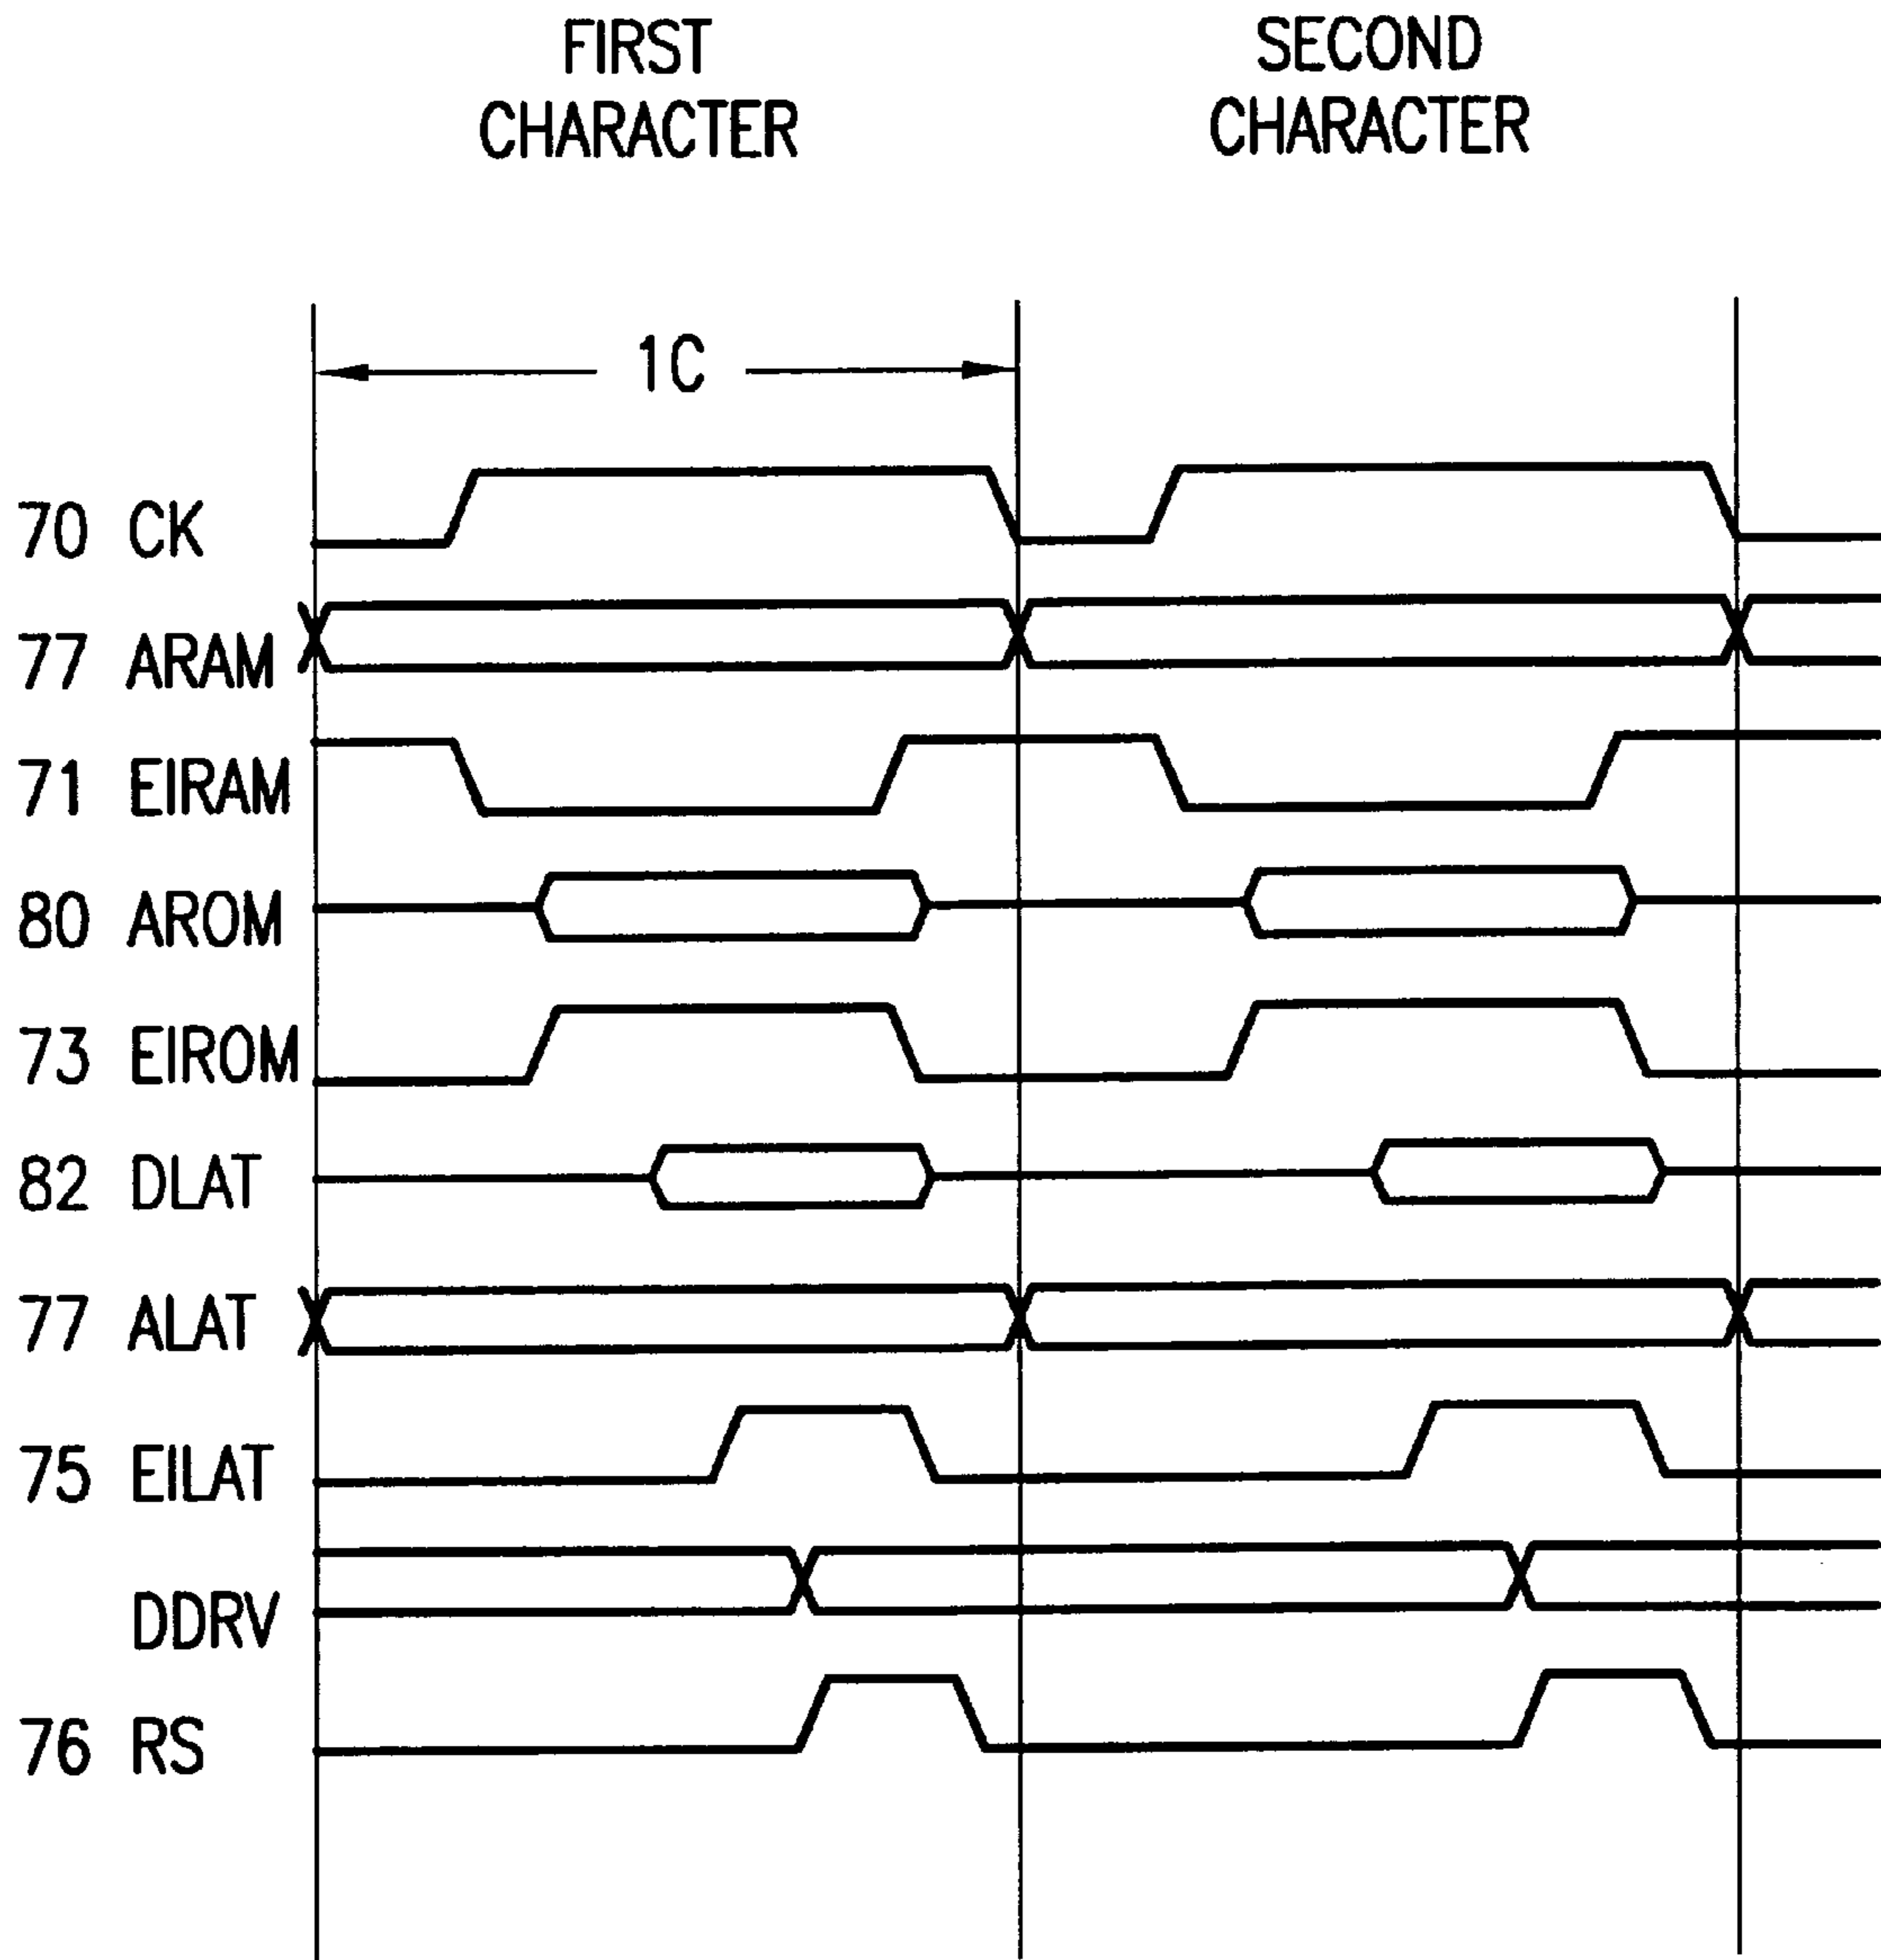 FIRST
CHARACTER
SECOND
CHARACTER
1C
70 CK
77 ARAM
71 EIRAM
80 AROM
73 EIROM
82 DLAT
77 ALAT
75 EILAT
DDRV
76 RS